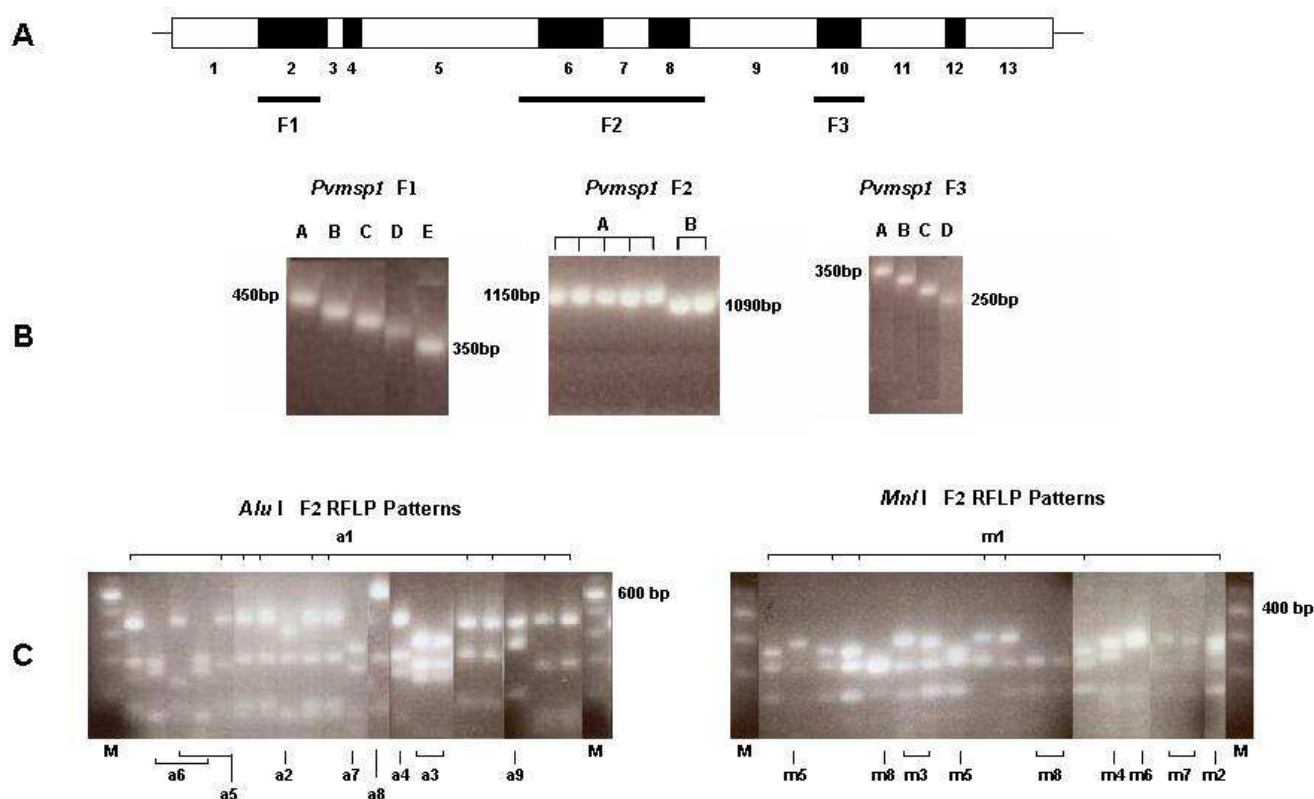 A
1 2 3 4 5 6 7 8 9 10 11 12 13
F1 F2 F3
Pvmsp1 F1
A B C D E
450bp
350bp
Pvmsp1 F2
A B
1150bp
1090bp
Pvmsp1 F3
A B C D
350bp
250bp
B
Alu I F2 RFLP Patterns
a1
600 bp
M M
a6 a5 a2 a7 a8 a4 a3 a9
Mnl I F2 RFLP Patterns
m1
400 bp
M M
m5 m8 m3 m5 m8 m4 m6 m7 m2
C